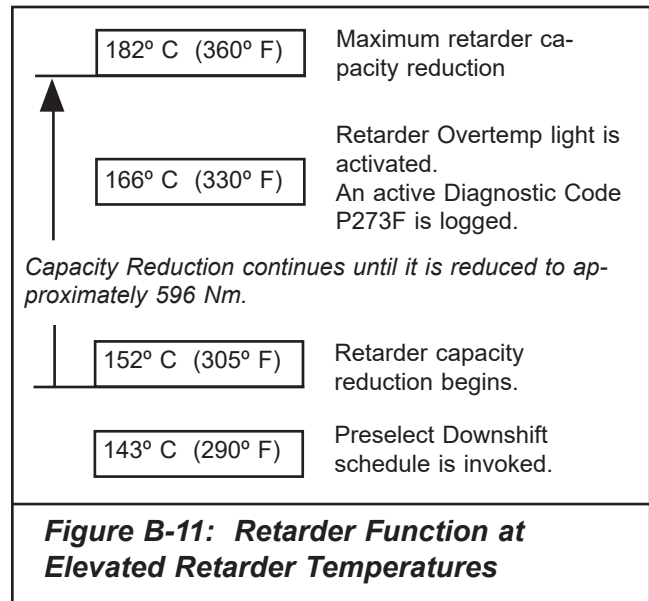 182º C (360º F)
Maximum retarder ca-
pacity reduction
166º C (330º F)
Retarder Overtemp light is
activated.
An active Diagnostic Code
P273F is logged.
Capacity Reduction continues until it is reduced to ap-
proximately 596 Nm.
152º C (305º F)
Retarder capacity
reduction begins.
143º C (290º F)
Preselect Downshift
schedule is invoked.
Figure B-11: Retarder Function at
Elevated Retarder Temperatures